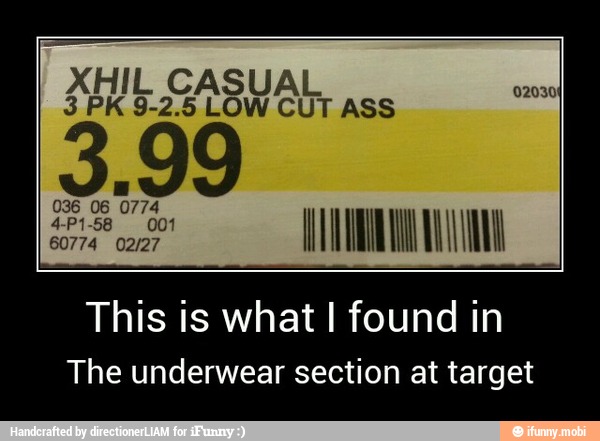 XHIL CASUAL
3 PK 9-2.5 LOW CUT ASS
3.99
036 06 0774
4-P1-58 001
60774 02/27
This is what I found in
The underwear section at target
Handcrafted by directionerLIAM for iFunny :)
ifunny.mobi